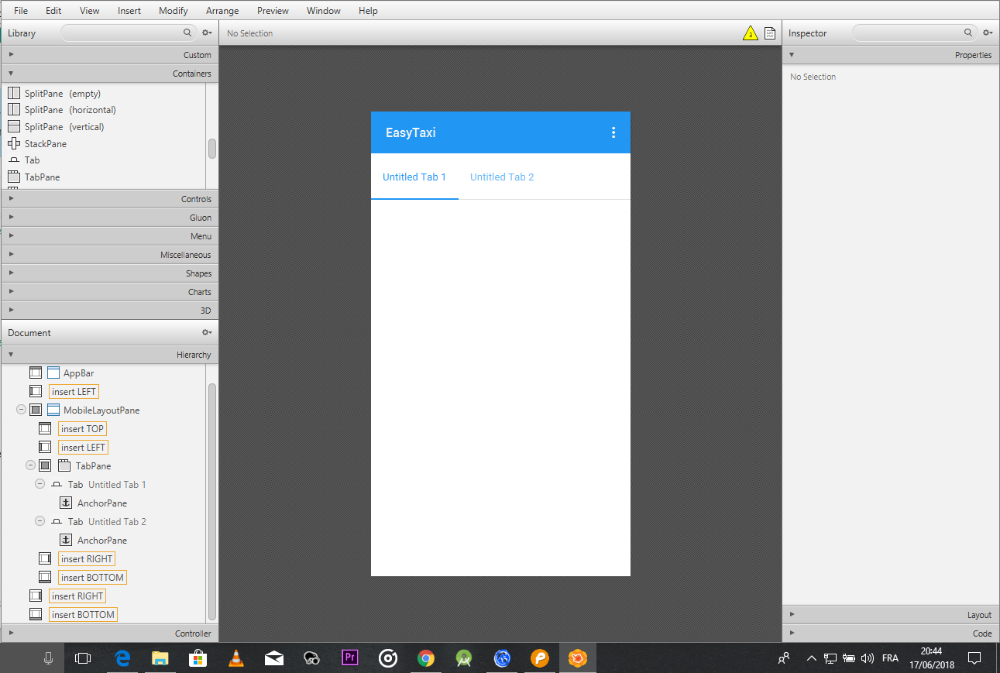 File Edit View Insert Modify Arrange Preview Window Help
Library
No Selection
3
Inspector
Custom
Properties
Containers
No Selection
SplitPane (empty)
SplitPane (horizontal)
SplitPane (vertical)
StackPane
Tab
TabPane
EasyTaxi
Untitled Tab 1 Untitled Tab 2
Controls
Gluon
Menu
Miscellaneous
Shapes
Charts
3D
Document
Hierarchy
AppBar
insert LEFT
MobileLayoutPane
insert TOP
insert LEFT
TabPane
Tab Untitled Tab 1
AnchorPane
Tab Untitled Tab 2
AnchorPane
insert RIGHT
insert BOTTOM
insert RIGHT
insert BOTTOM
Controller
Layout
Code
Pr
FRA
20:44
17/06/2018